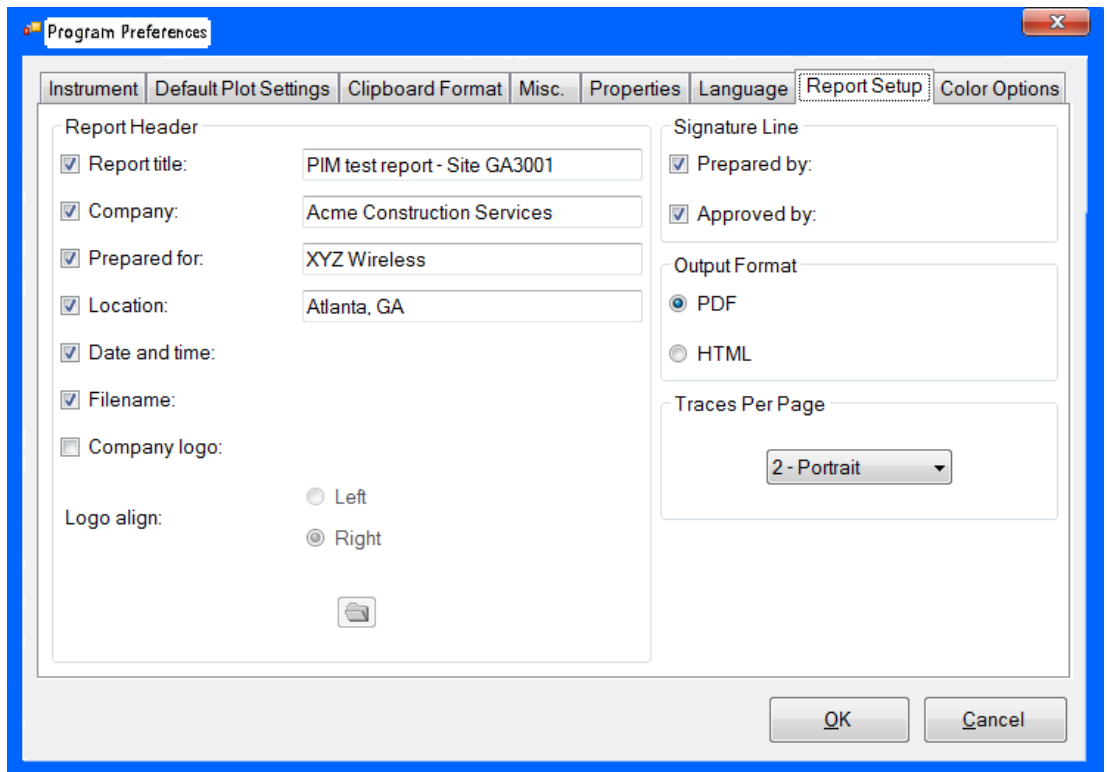 Program Preferences
x
Instrument Default Plot Settings Clipboard Format Misc. Properties Language Report Setup Color Options
Report Header
Report title: PIM test report - Site GA3001
Company: Acme Construction Services
Prepared for: XYZ Wireless
Location: Atlanta, GA
Date and time:
Filename:
Company logo:
Logo align:
Left
Right
Signature Line
Prepared by:
Approved by:
Output Format
PDF
HTML
Traces Per Page
2 - Portrait
OK Cancel